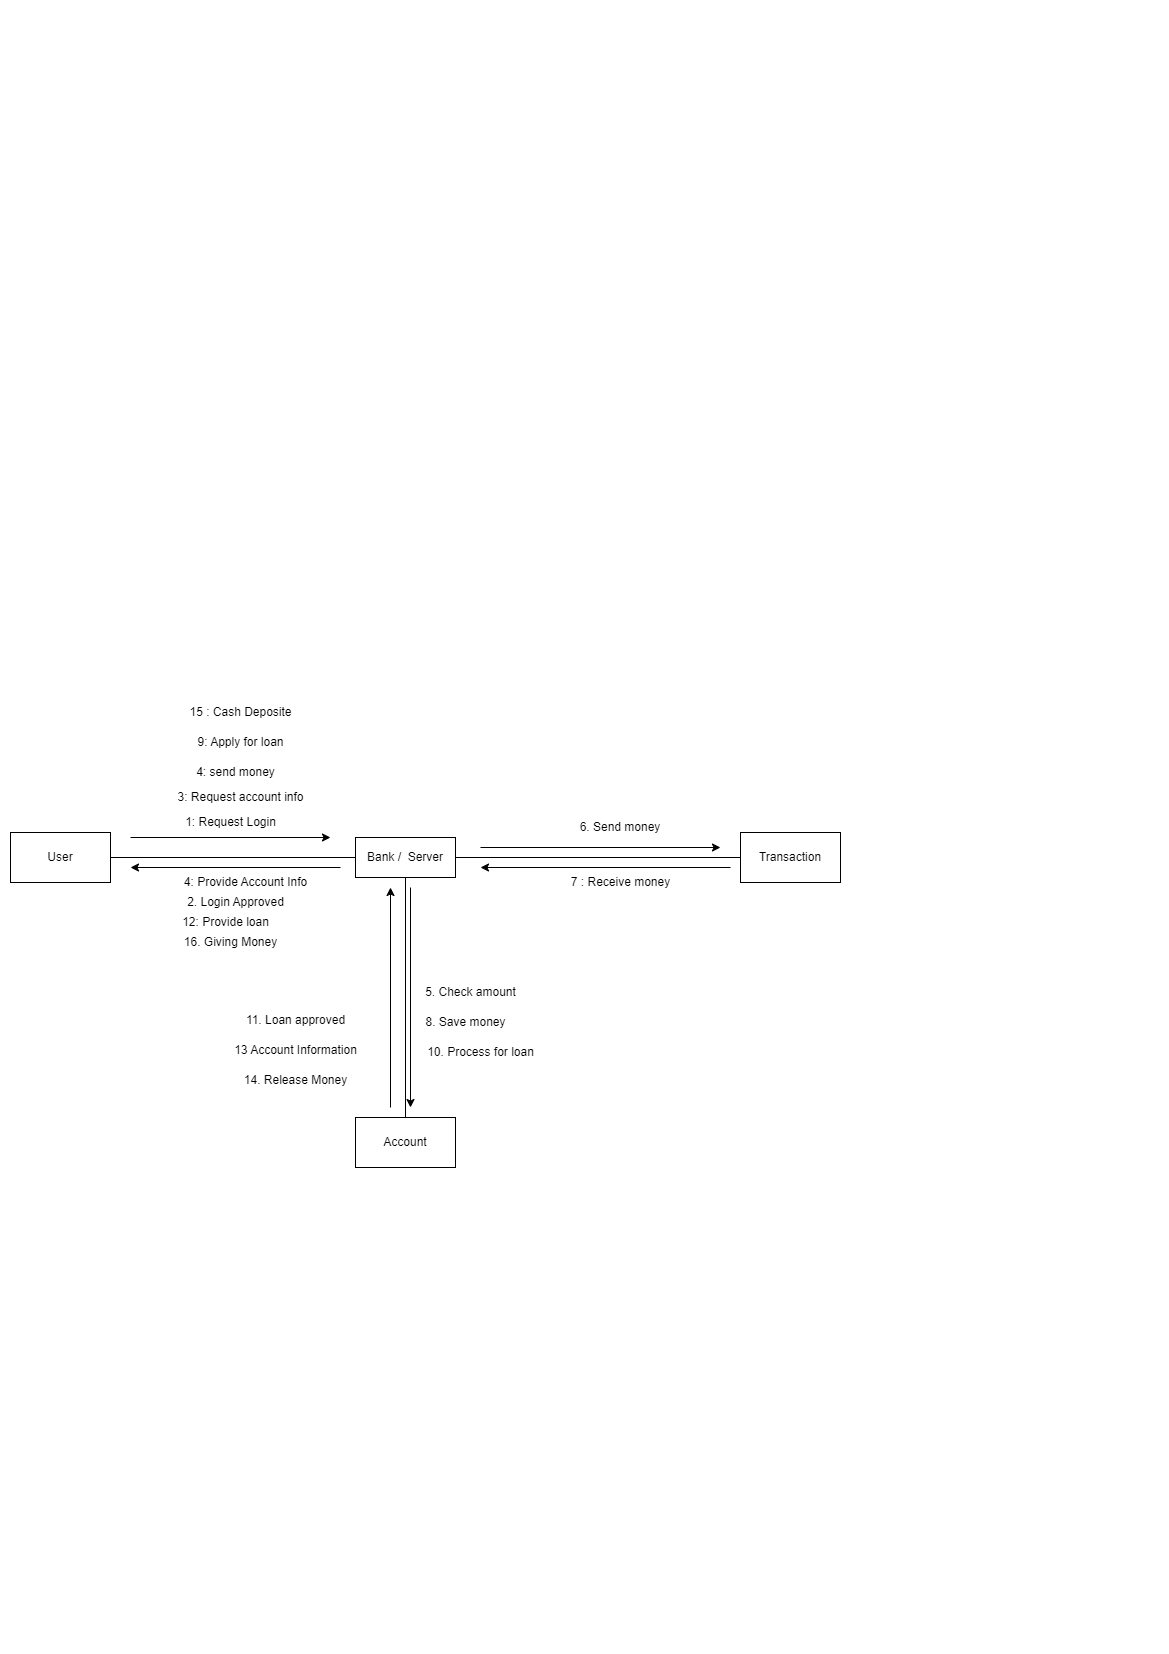 15 : Cash Deposite
9: Apply for loan
4: send money
3: Request account info
1: Request Login
6. Send money
User
Bank /  Server
Transaction
4: Provide Account Info
7 : Receive money
2. Login Approved
12: Provide loan
16. Giving Money
5. Check amount
11. Loan approved
8. Save money
13 Account Information
10. Process for loan
14. Release Money
Account